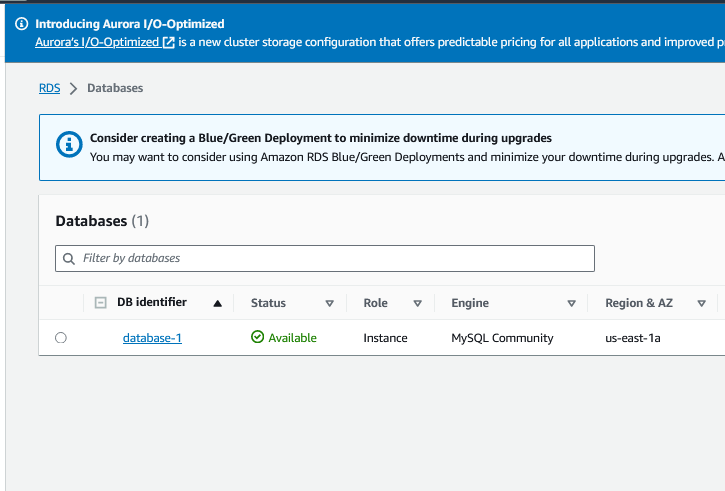 Introducing Aurora I/O-Optimized
Aurora's I/O-Optimized is a new cluster storage configuration that offers predictable pricing for all applications and improved
RDS > Databases
Consider creating a Blue/Green Deployment to minimize downtime during upgrades
You may want to consider using Amazon RDS Blue/Green Deployments and minimize your downtime during upgrades.
Databases (1)
Filter by databases
DB identifier Status Role Engine Region & AZ
database-1 Available Instance MySQL Community us-east-1a